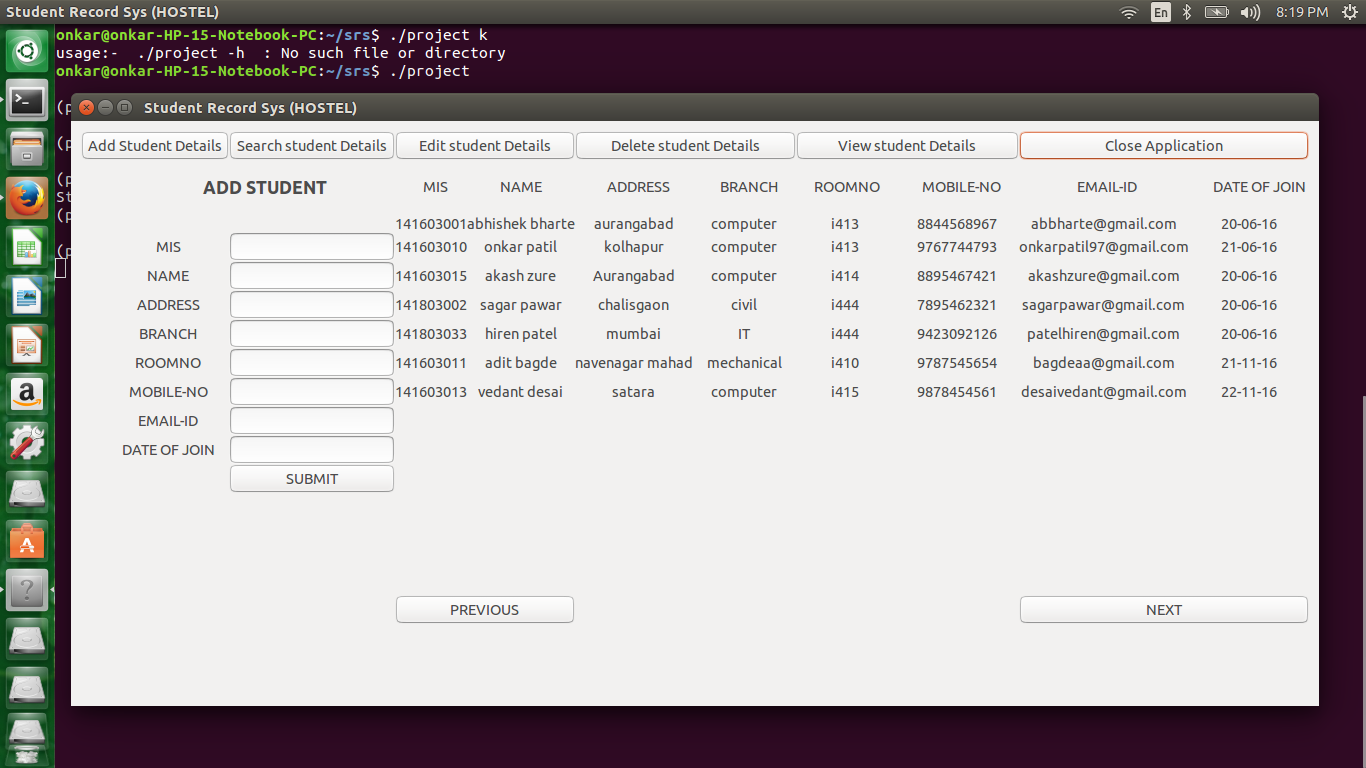 Student Record Sys (HOSTEL) En 8:19 PM
onkar@onkar-HP-15-Notebook-PC:~/srs$ ./project k
usage:- ./project -h : No such file or directory
onkar@onkar-HP-15-Notebook-PC:~/srs$ ./project
Student Record Sys (HOSTEL)
Add Student Details Search student Details Edit student Details Delete student Details View student Details Close Application
ADD STUDENT MIS NAME ADDRESS BRANCH ROOMNO MOBILE-NO EMAIL-ID DATE OF JOIN
141603001 abhishek bharte aurangabad computer i413 8844568967 abbharte@gmail.com 20-06-16
MIS 141603010 onkar patil kolhapur computer i413 9767744793 onkarpatil97@gmail.com 21-06-16
NAME 141603015 akash zure Aurangabad computer i414 8895467421 akashzure@gmail.com 20-06-16
ADDRESS 141803002 sagar pawar chalisgaon civil i444 7895462321 sagarpawar@gmail.com 20-06-16
BRANCH 141803033 hiren patel mumbai IT i444 9423092126 patelhiren@gmail.com 20-06-16
ROOMNO 141603011 adit bagde navenagar mahad mechanical i410 9787545654 bagdeaa@gmail.com 21-11-16
MOBILE-NO 141603013 vedant desai satara computer i415 9878454561 desaivedant@gmail.com 22-11-16
EMAIL-ID
DATE OF JOIN
SUBMIT
PREVIOUS NEXT